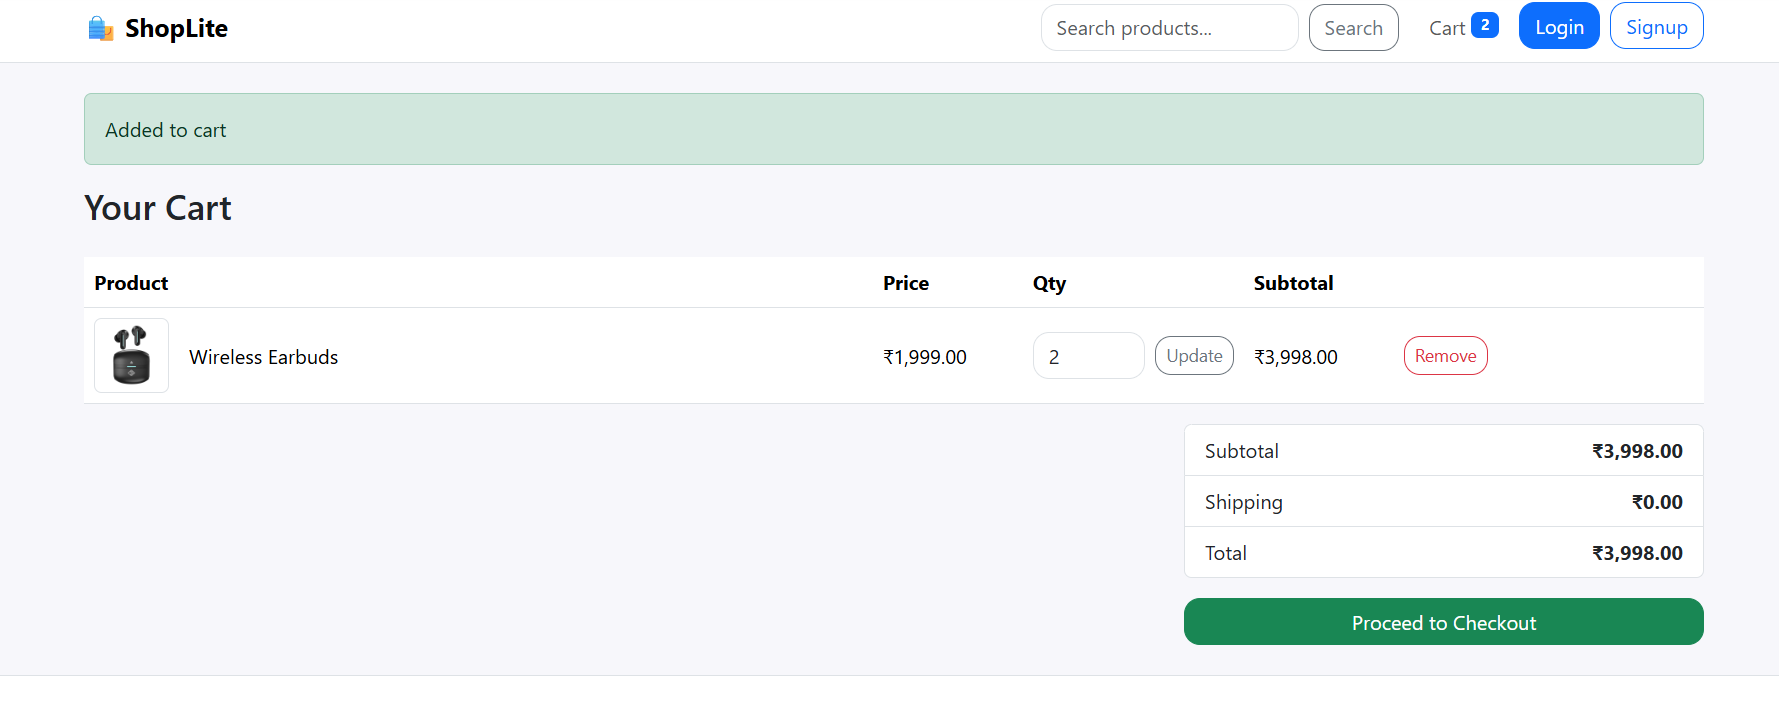 ShopLite
Search products...
Search
Cart 2
Login
Signup
Added to cart
Your Cart
Product Price Qty Subtotal
Wireless Earbuds ₹1,999.00 2 Update ₹3,998.00 Remove
Subtotal ₹3,998.00
Shipping ₹0.00
Total ₹3,998.00
Proceed to Checkout